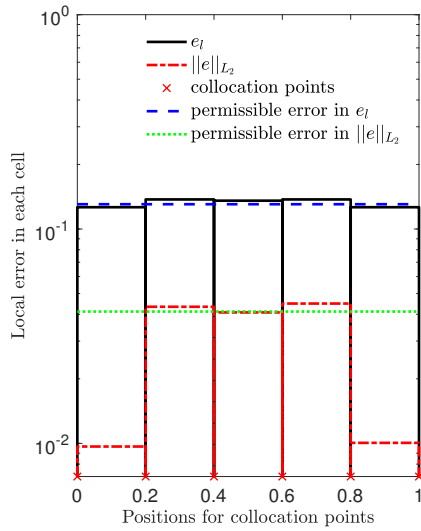 10^0
e_l
||e||_{L_2}
collocation points
permissible error in e_l
permissible error in ||e||_{L_2}
Local error in each cell
10^{-1}
10^{-2}
0 0.2 0.4 0.6 0.8 1
Positions for collocation points